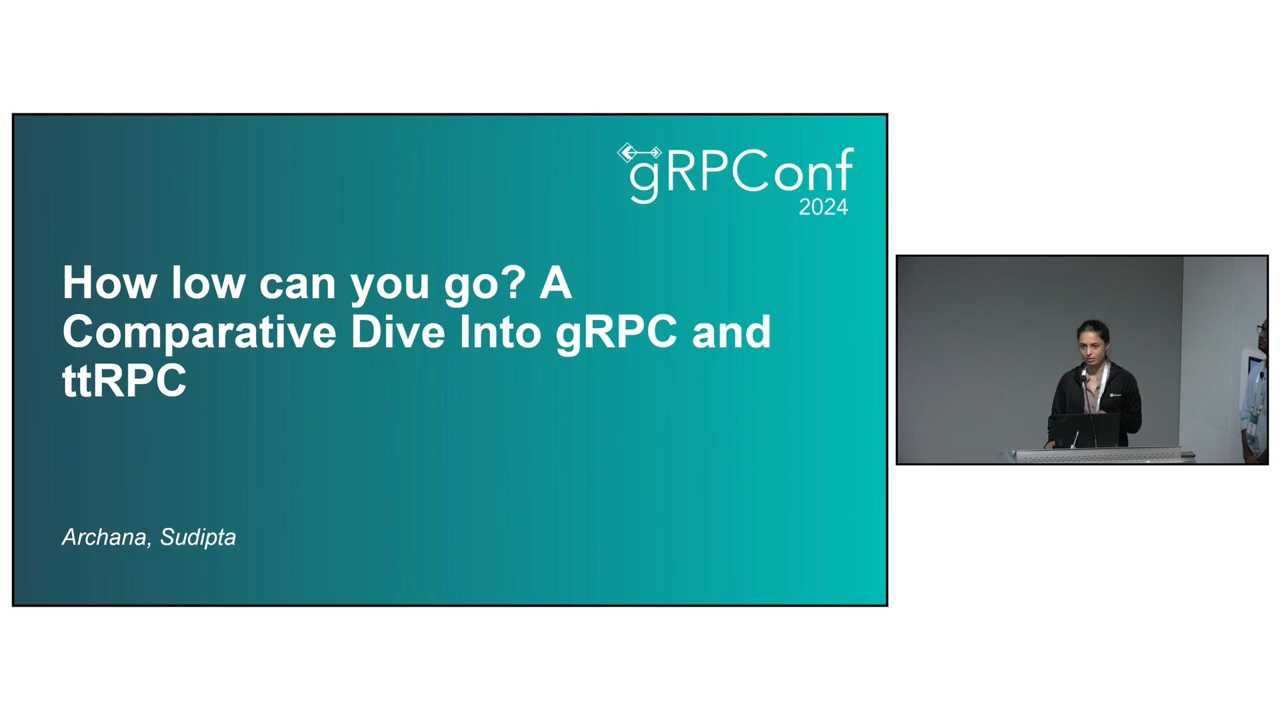 gRPConf
2024
How low can you go? A
Comparative Dive Into gRPC and
ttRPC
Archana, Sudipta